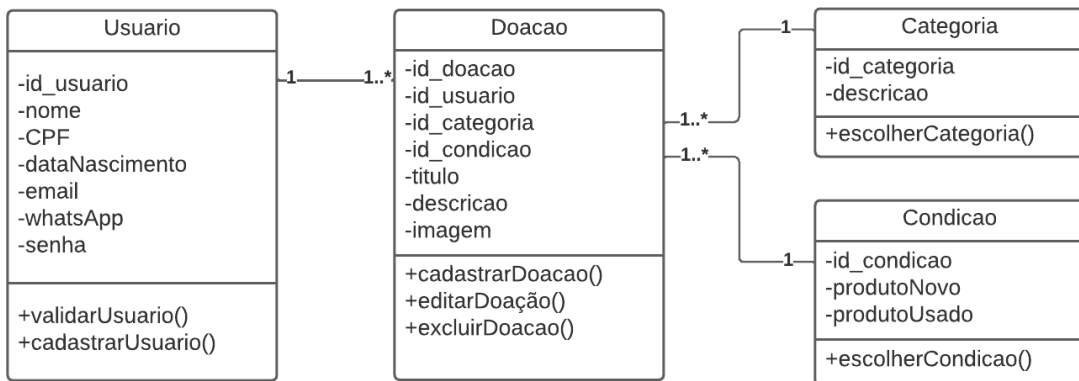 Usuario
-id_usuario
-nome
-CPF
-dataNascimento
-email
-whatsApp
-senha
+validarUsuario()
+cadastrarUsuario()
1
1..*
Doacao
-id_doacao
-id_usuario
-id_categoria
-id_condicao
-titulo
-descricao
-imagem
+cadastrarDoacao()
+editarDoação()
+excluirDoacao()
1..*
1
1..*
1
Categoria
-id_categoria
-descricao
+escolherCategoria()
Condicao
-id_condicao
-produtoNovo
-produtoUsado
+escolherCondicao()